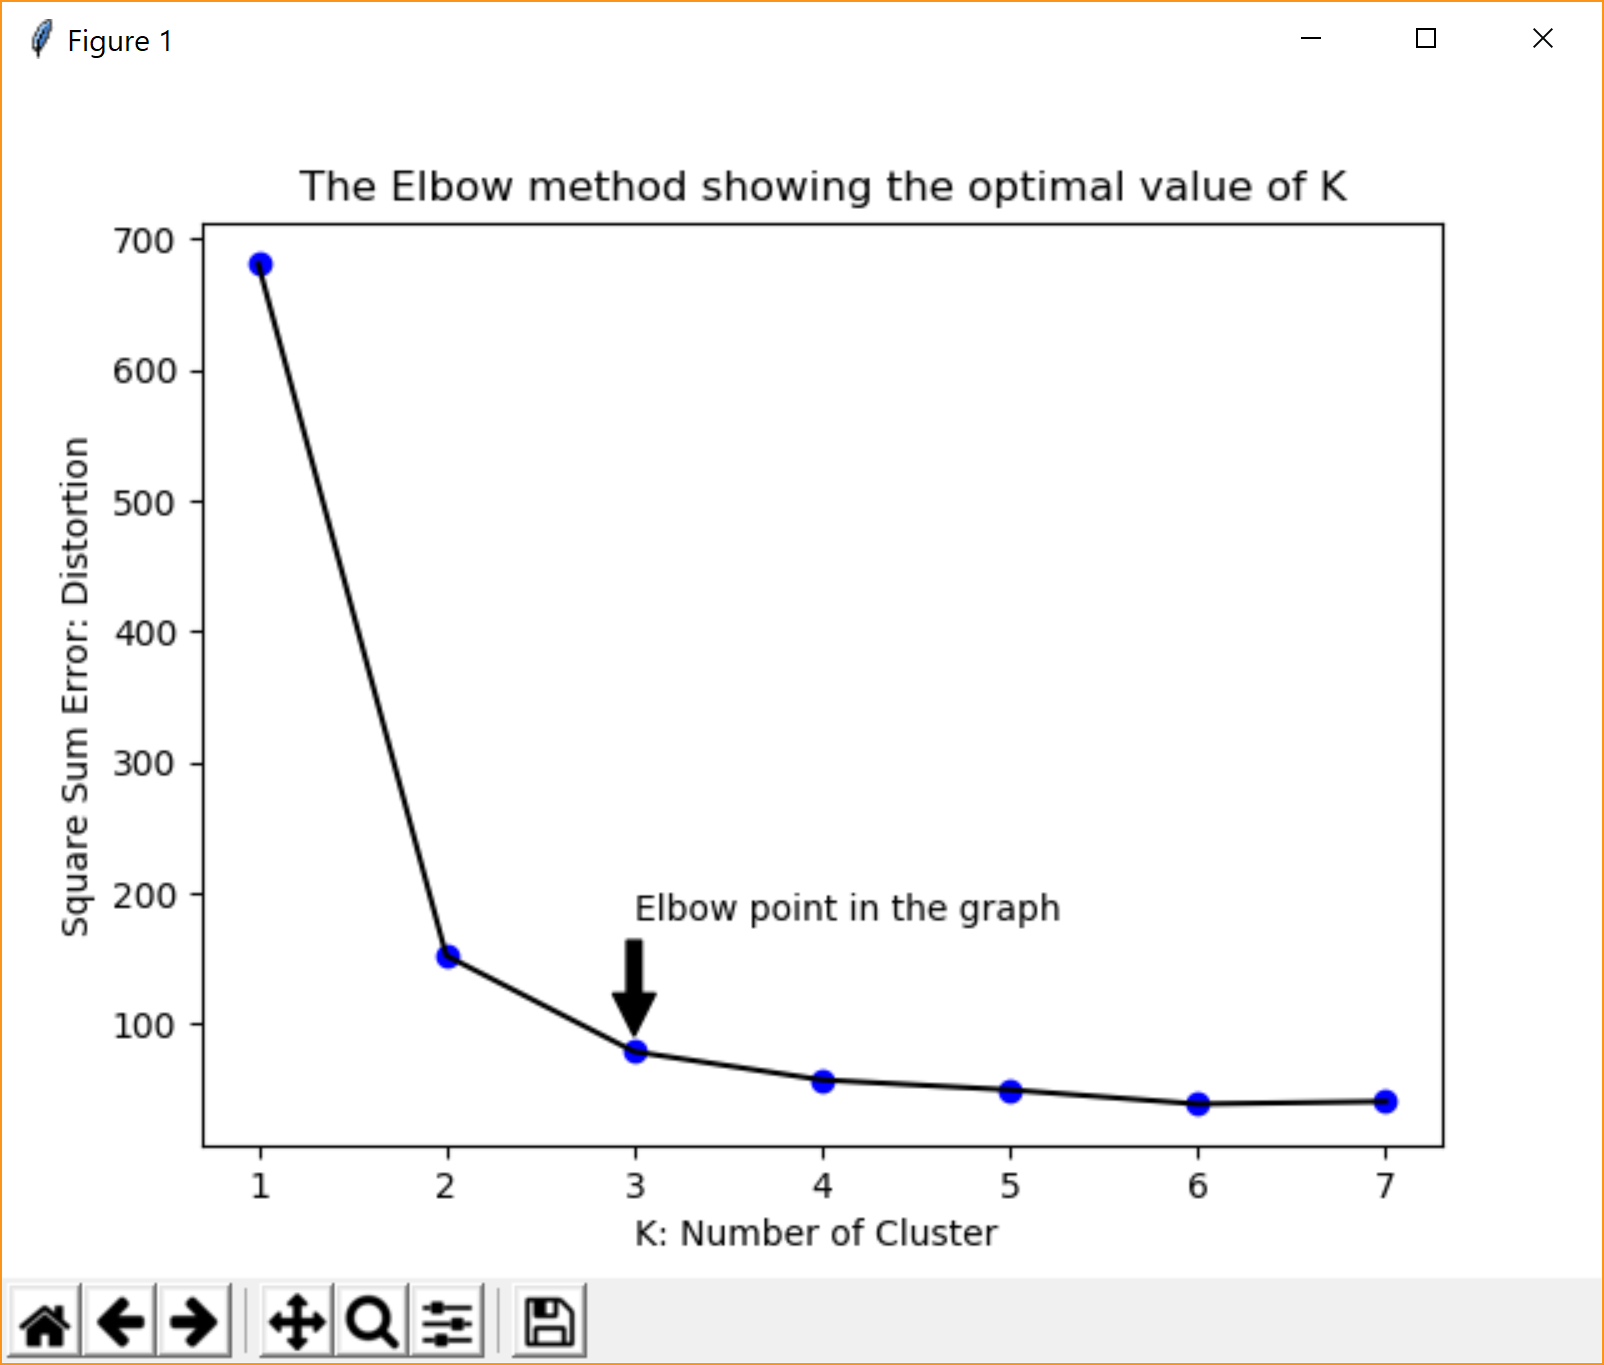 Figure 1
The Elbow method showing the optimal value of K
700
600
500
400
300
200
100
Square Sum Error: Distortion
Elbow point in the graph
1 2 3 4 5 6 7
K: Number of Cluster